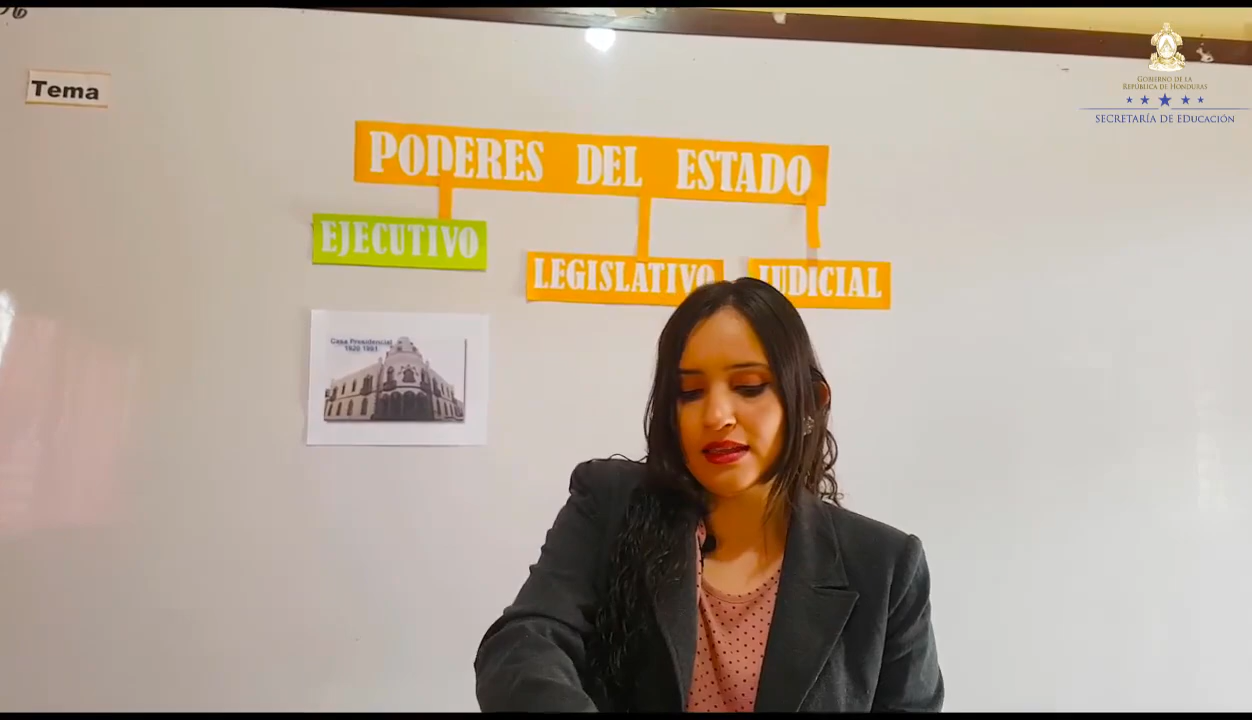 Tema
GOBIERNO DE LA
REPÚBLICA DE HONDURAS
SECRETARÍA DE EDUCACIÓN
PODERES DEL ESTADO
EJECUTIVO
LEGISLATIVO
JUDICIAL
Casa Presidencial